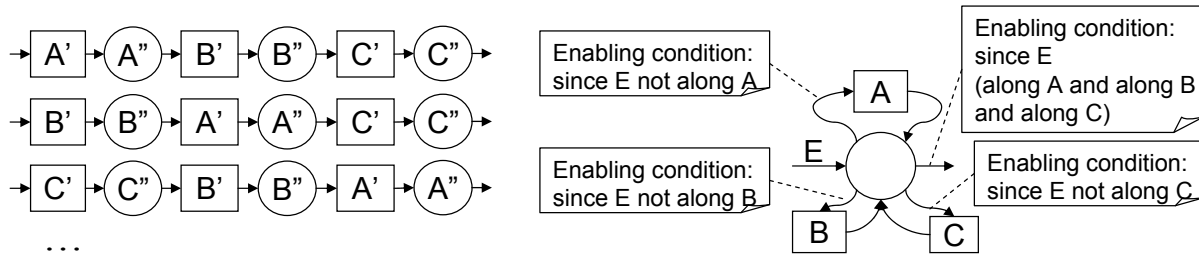 A’ A” B’ B” C’ C”
B’ B” A’ A” C’ C”
C’ C” B’ B” A’ A”
. . .
Enabling condition:
since E not along A
A
Enabling condition:
since E
(along A and along B
and along C)
E
Enabling condition:
since E not along B
Enabling condition:
since E not along C
B
C